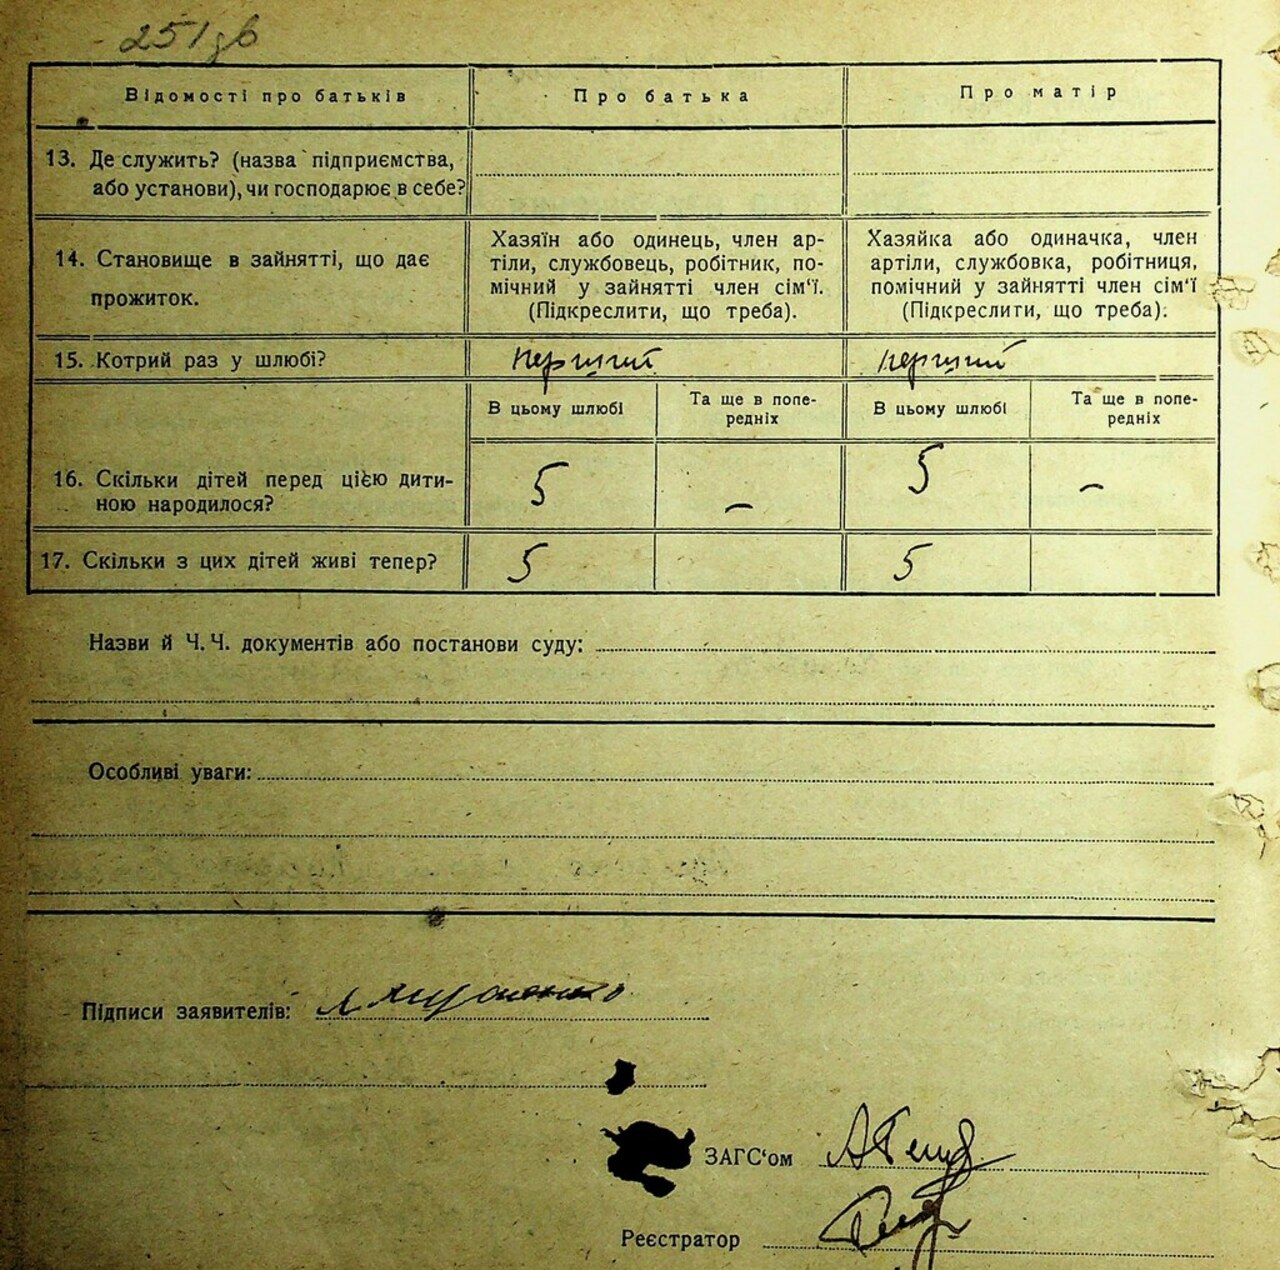 251зв
Відомості про батьків
Про батька
Про матір
13. Де служить? (назва підприємства,
або установи), чи господарює в себе?
14. Становище в зайнятті, що дає
прожиток.
Хазяїн або одинець, член ар-
тіли, службовець, робітник, по-
мічний у зайнятті член сім‘ї.
(Підкреслити, що треба).
Хазяйка або одиначка, член
артіли, службовка, робітниця,
помічний у зайнятті член сім‘ї
(Підкреслити, що треба).
15. Котрий раз у шлюбі?
перший
перший
В цьому шлюбі
Та ще в попе-
редніх
В цьому шлюбі
Та ще в попе-
редніх
16. Скільки дітей перед цією дити-
ною народилося?
5
—
5
—
17. Скільки з цих дітей живі тепер?
5
5
Назви й Ч. Ч. документів або постанови суду:
Особливі уваги:
Підписи заявителів:
ЗАГС‘ом
Реєстратор